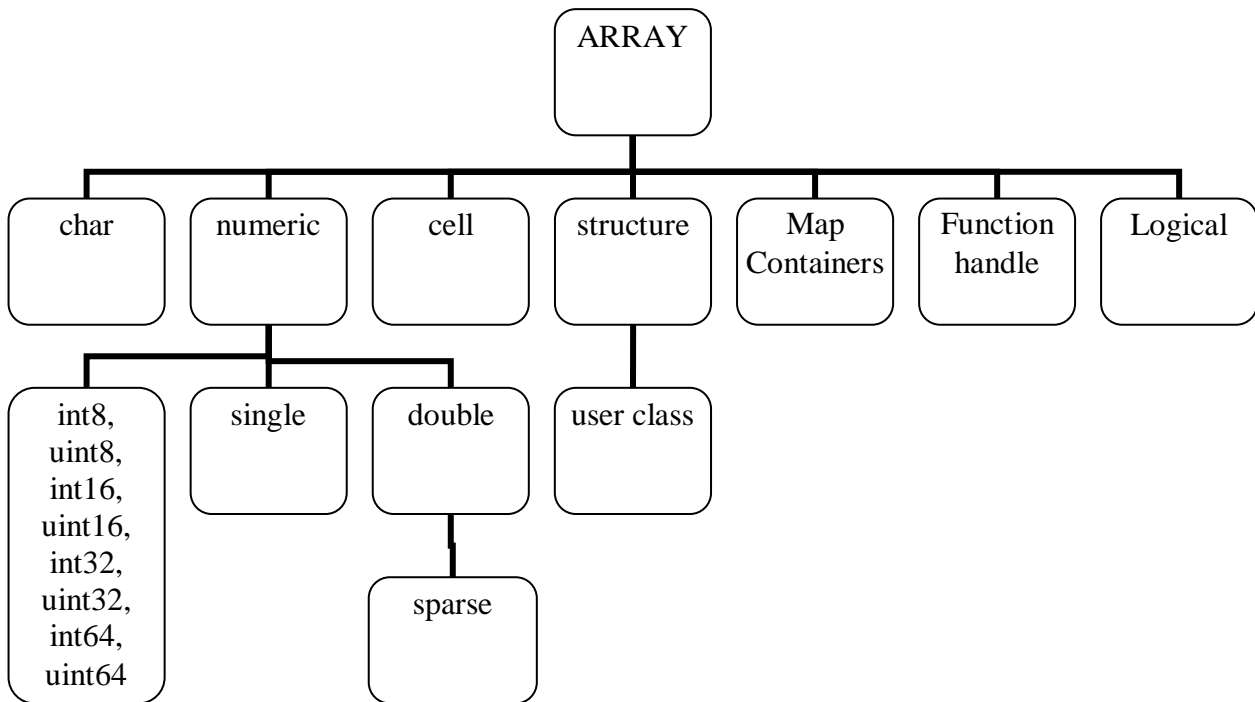 ARRAY
char
numeric
cell
structure
Map
Containers
Function
handle
Logical
int8,
uint8,
int16,
uint16,
int32,
uint32,
int64,
uint64
single
double
user class
sparse